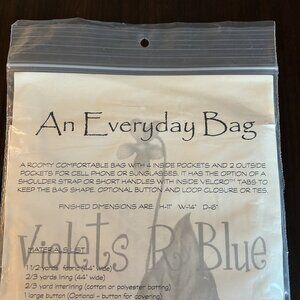 An Everyday Bag
A ROOMY COMFORTABLE BAG WITH 4 INSIDE POCKETS AND 2 OUTSIDE
POCKETS FOR CELL PHONE OR SUNGLASSES. IT HAS THE OPTION OF A
SHOULDER STRAP OR SHORT HANDLES WITH INSIDE VELCRO™ TABS TO
KEEP THE BAG SHAPE. OPTIONAL BUTTON AND LOOP CLOSURE OR TIES.
FINISHED DIMENSIONS ARE: H-11" W-14" D-6"
Violets R Blue
MATERIALS LIST:
1 1/2 yards fabric (44" wide)
2/3 yards lining (44" wide)
2/3 yard interlining (cotton or polyester batting)
1 large button (Optional - button for covering)